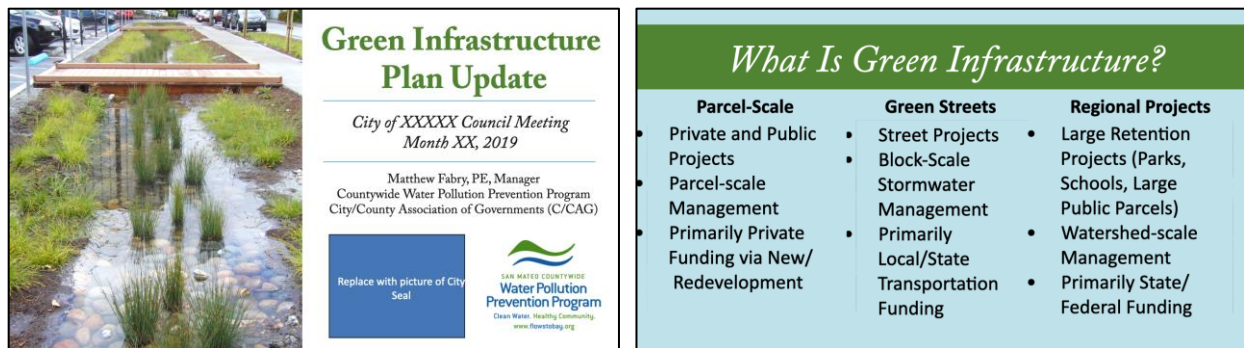 Green Infrastructure
Plan Update
City of XXXXX Council Meeting
Month XX, 2019
Matthew Fabry, PE, Manager
Countywide Water Pollution Prevention Program
City/County Association of Governments (C/CAG)
Replace with picture of City
Seal
SAN MATEO COUNTYWIDE
Water Pollution
Prevention Program
Clean Water. Healthy Community.
www.flowstobay.org
What Is Green Infrastructure?
Parcel-Scale
• Private and Public
Projects
• Parcel-scale
Management
• Primarily Private
Funding via New/
Redevelopment
Green Streets
• Street Projects
• Block-Scale
Stormwater
Management
• Primarily
Local/State
Transportation
Funding
Regional Projects
• Large Retention
Projects (Parks,
Schools, Large
Public Parcels)
• Watershed-scale
Management
• Primarily State/
Federal Funding